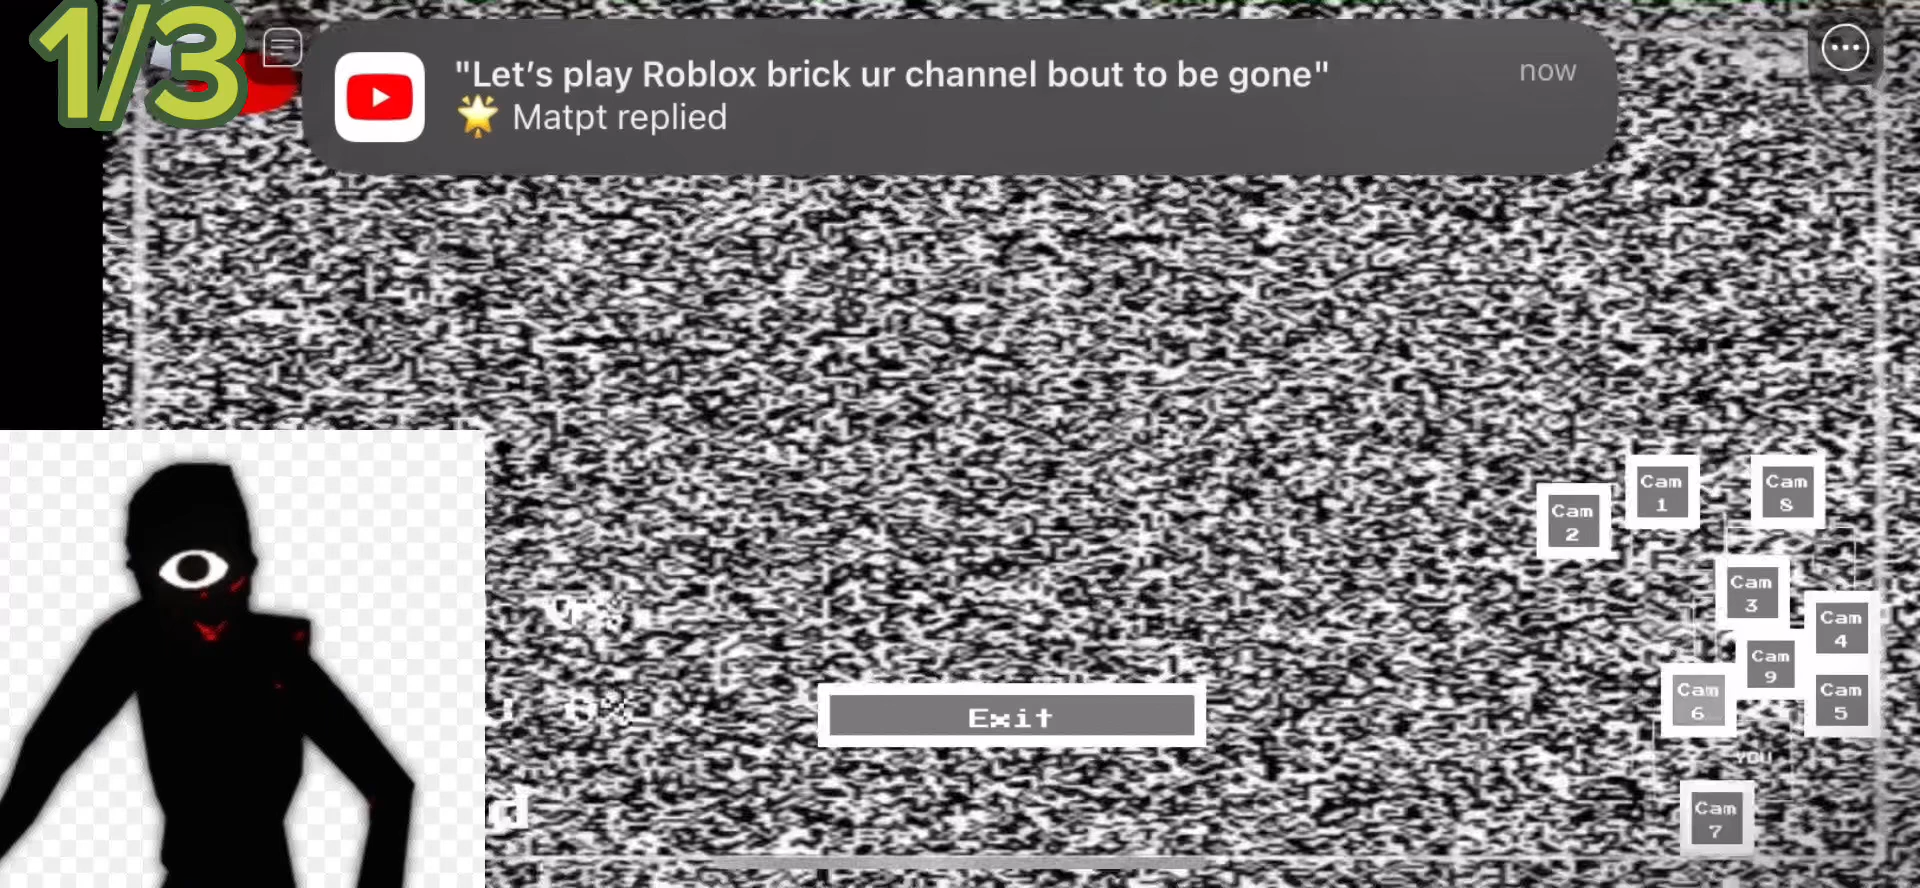 1/3
"Let’s play Roblox brick ur channel bout to be gone"
now
🌟 Matpt replied
Cam
1
Cam
8
Cam
2
Cam
3
Cam
4
Cam
9
Cam
6
Cam
5
Exit
YOU
Cam
7